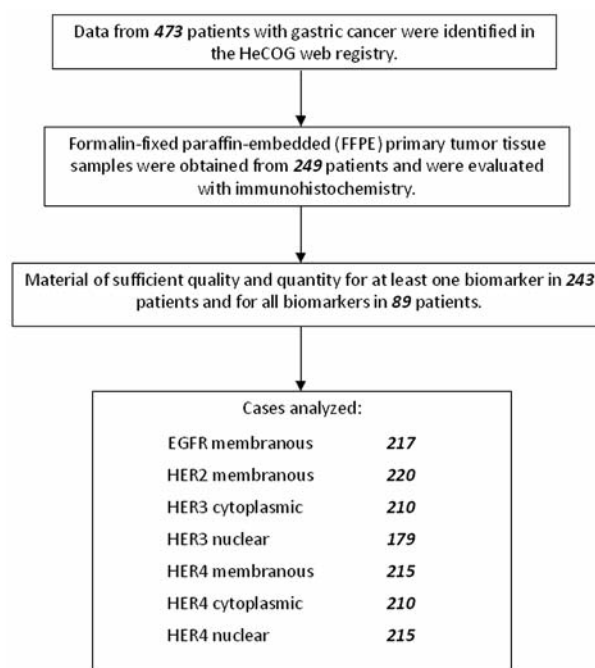 Data from 473 patients with gastric cancer were identified in
the HeCOG web registry.
Formalin-fixed paraffin-embedded (FFPE) primary tumor tissue
samples were obtained from 249 patients and were evaluated
with immunohistochemistry.
Material of sufficient quality and quantity for at least one biomarker in 243
patients and for all biomarkers in 89 patients.
Cases analyzed:
EGFR membranous 217
HER2 membranous 220
HER3 cytoplasmic 210
HER3 nuclear 179
HER4 membranous 215
HER4 cytoplasmic 210
HER4 nuclear 215